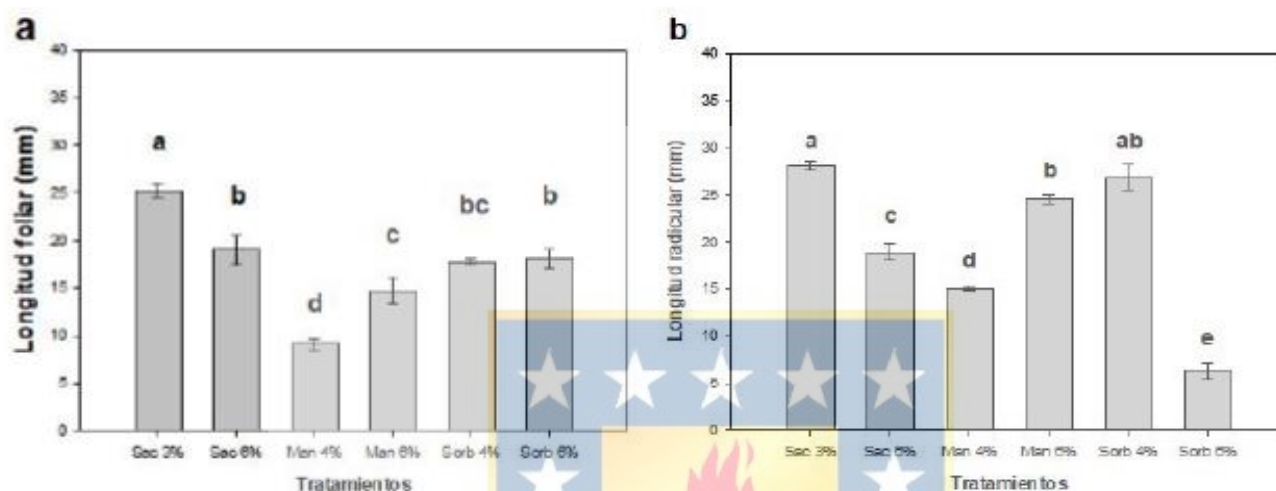 a
Longitud foliar (mm)
40
35
30
25
20
15
10
5
0
a
b
d
c
bc
b
Sac 3% Sac 6% Man 4% Man 6% Sorb 4% Sorb 6%
Tratamientos
b
Longitud radicular (mm)
40
35
30
25
20
15
10
5
0
a
c
d
b
ab
e
Sac 3% Sac 6% Man 4% Man 6% Sorb 4% Sorb 6%
Tratamientos